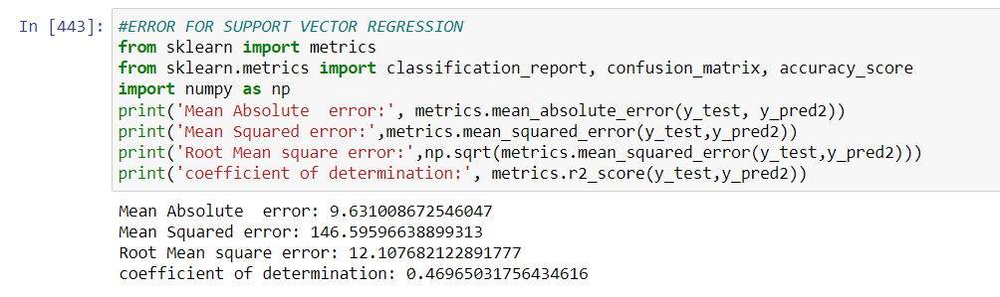 In [443]: #ERROR FOR SUPPORT VECTOR REGRESSION
from sklearn import metrics
from sklearn.metrics import classification_report, confusion_matrix, accuracy_score
import numpy as np
print('Mean Absolute  error:', metrics.mean_absolute_error(y_test, y_pred2))
print('Mean Squared error:',metrics.mean_squared_error(y_test,y_pred2))
print('Root Mean square error:',np.sqrt(metrics.mean_squared_error(y_test,y_pred2)))
print('coefficient of determination:', metrics.r2_score(y_test,y_pred2))
Mean Absolute  error: 9.631008672546047
Mean Squared error: 146.59596638899313
Root Mean square error: 12.107682122891777
coefficient of determination: 0.46965031756434616